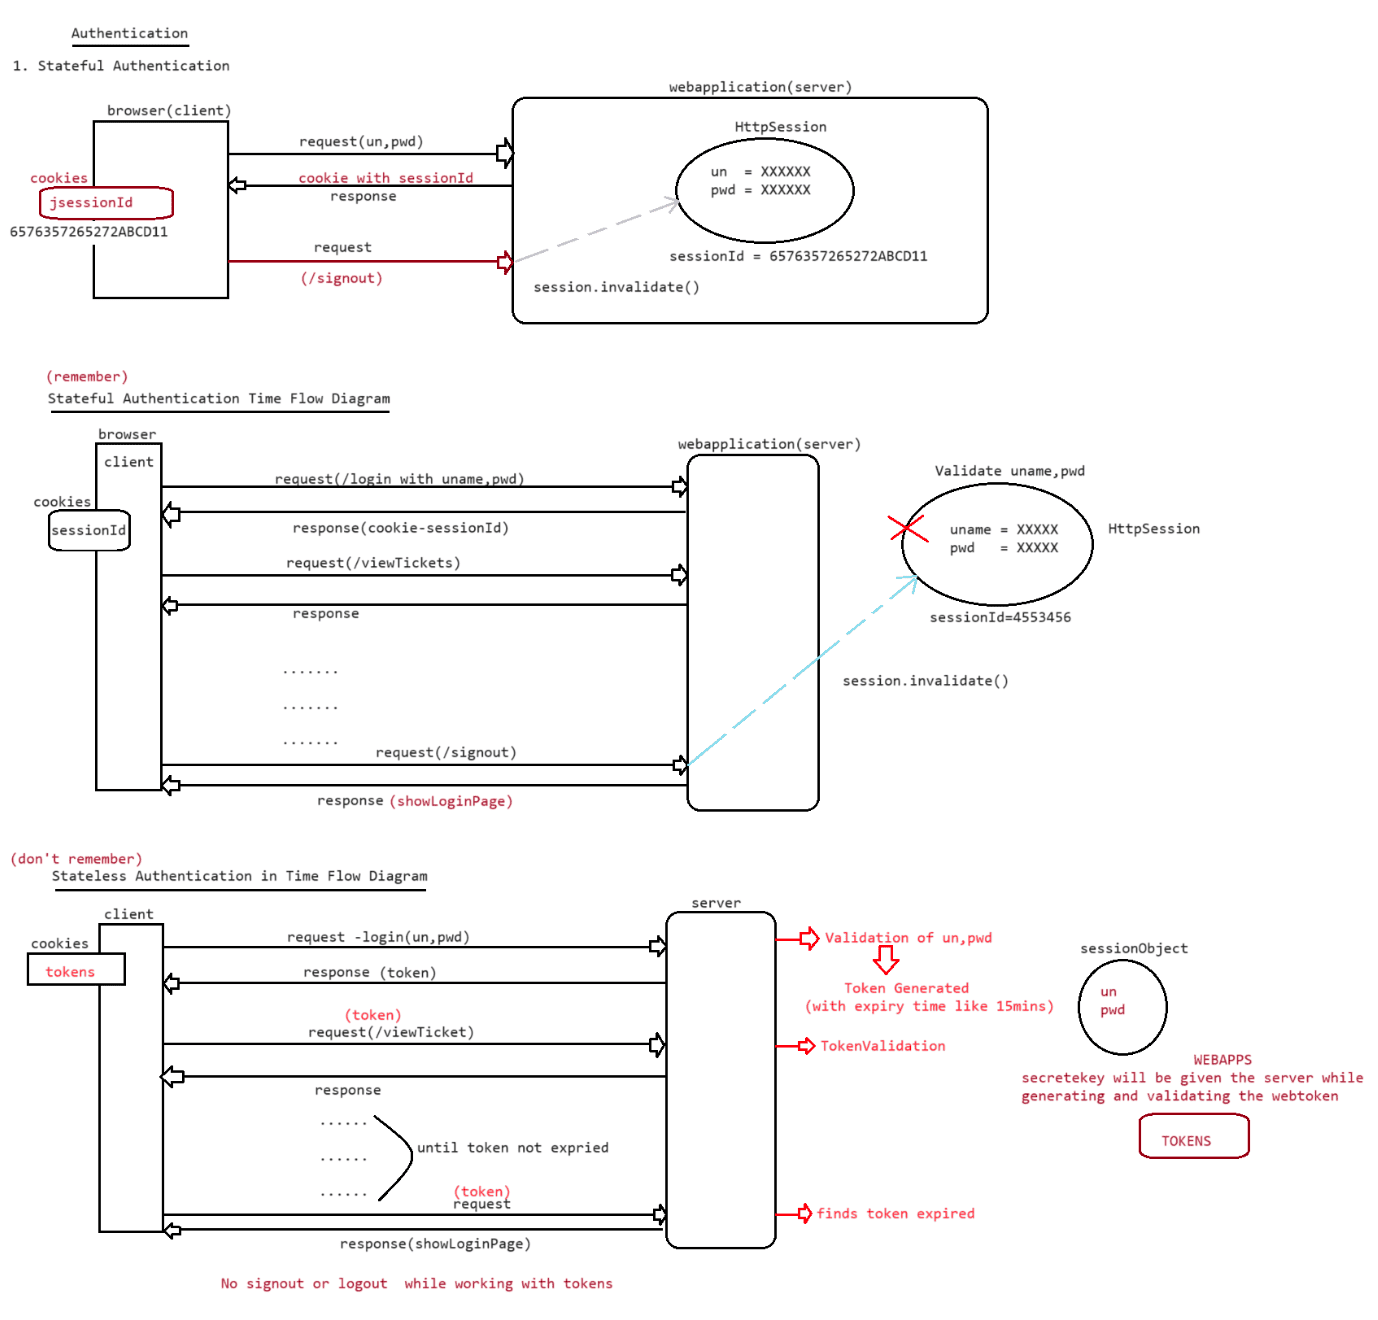 Authentication
1. Stateful Authentication
webapplication(server)
browser(client)
HttpSession
request(un,pwd)
un  = XXXXXX
pwd = XXXXXX
cookies
cookie with sessionId
response
jsessionId
6576357265272ABCD11
request
sessionId = 6576357265272ABCD11
(/signout)
session.invalidate()
(remember)
Stateful Authentication Time Flow Diagram
browser
client
webapplication(server)
Validate uname,pwd
request(/login with uname,pwd)
cookies
sessionId
response(cookie-sessionId)
uname = XXXXX
pwd   = XXXXX
HttpSession
request(/viewTickets)
response
sessionId=4553456
.......
session.invalidate()
.......
.......
request(/signout)
response (showLoginPage)
(don't remember)
Stateless Authentication in Time Flow Diagram
client
server
cookies
tokens
request -login(un,pwd)
Validation of un,pwd
sessionObject
response (token)
Token Generated
(with expiry time like 15mins)
un
pwd
(token)
request(/viewTicket)
TokenValidation
WEBAPPS
secretekey will be given the server while
generating and validating the webtoken
response
TOKENS
......
until token not expried
......
......
(token)
request
finds token expired
response(showLoginPage)
No signout or logout  while working with tokens